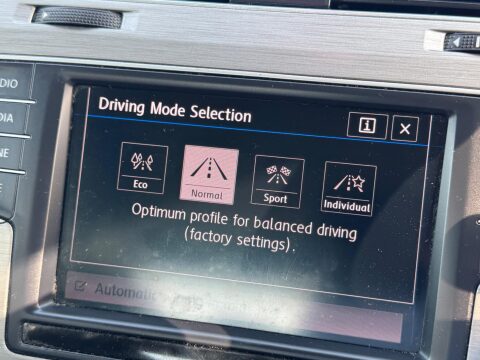 Driving Mode Selection
i
Eco
Normal
Sport
Individual
Optimum profile for balanced driving
(factory settings).